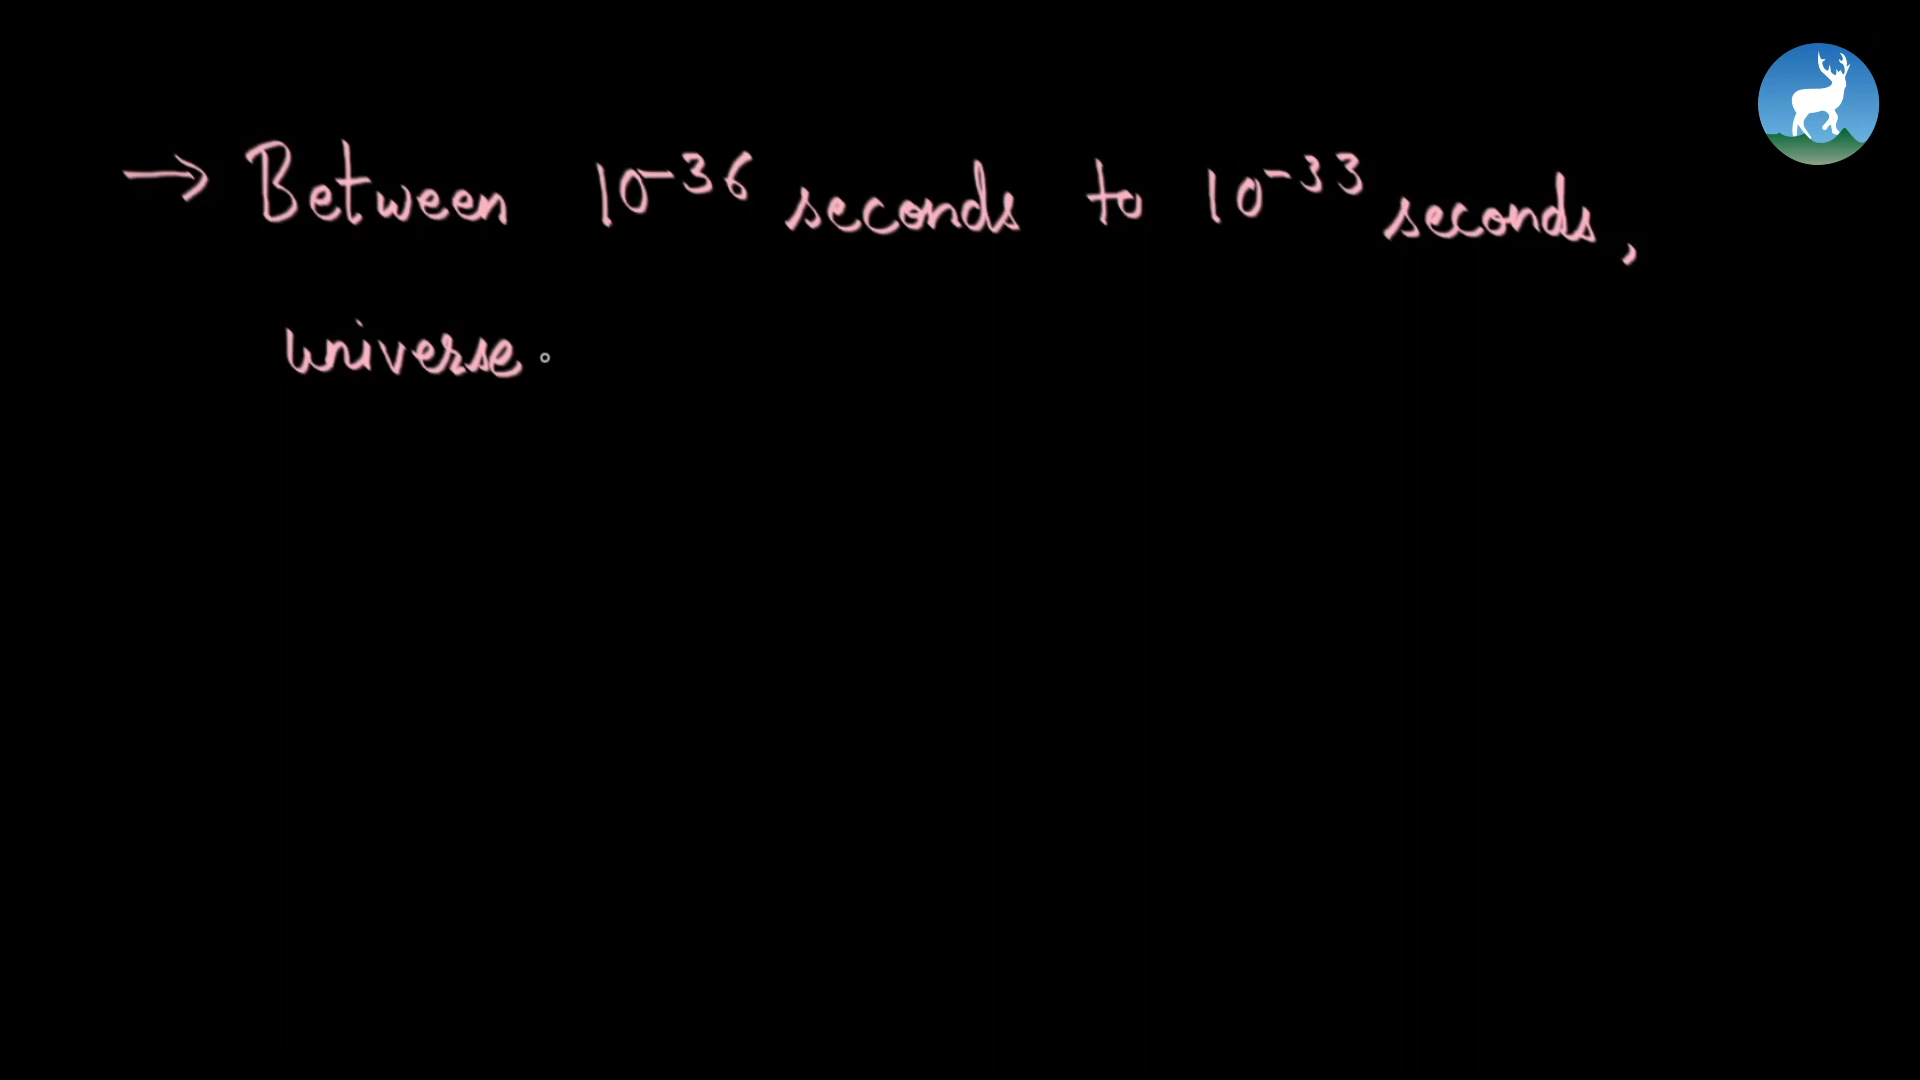 → Between 10⁻³⁶ seconds to 10⁻³³ seconds,
universe